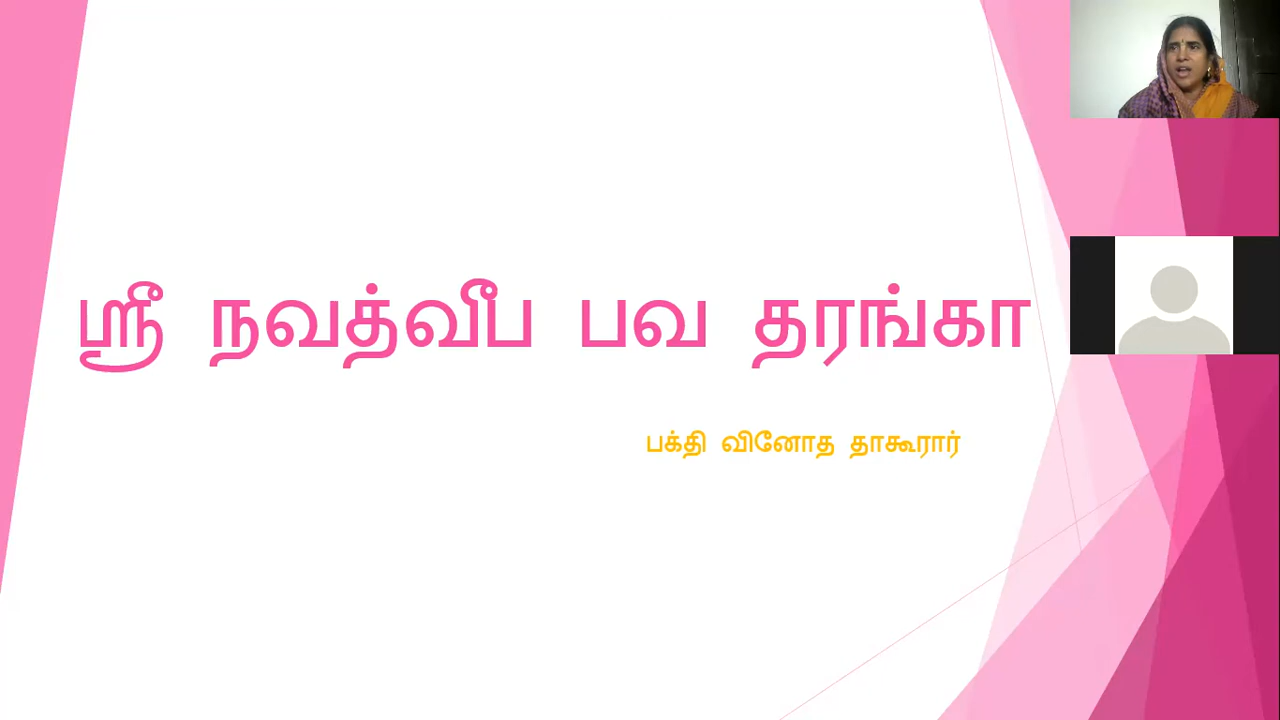 ஸ்ரீ நவத்வீப பவ தரங்கா
பக்தி வினோத தாகூரார்